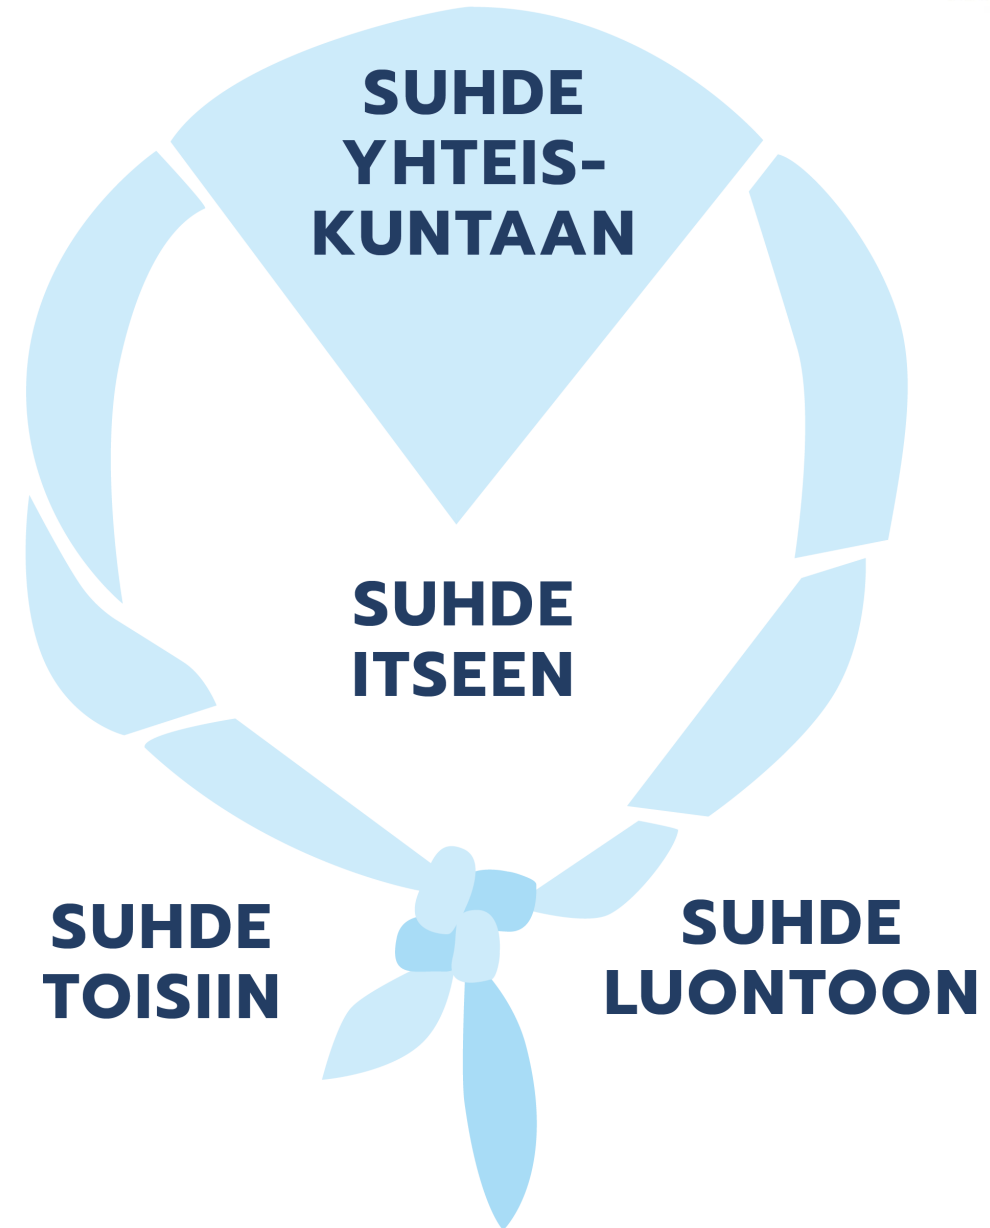 SUHDE
YHTEIS-
KUNTAAN
SUHDE
ITSEEN
SUHDE
TOISIIN
SUHDE
LUONTOON